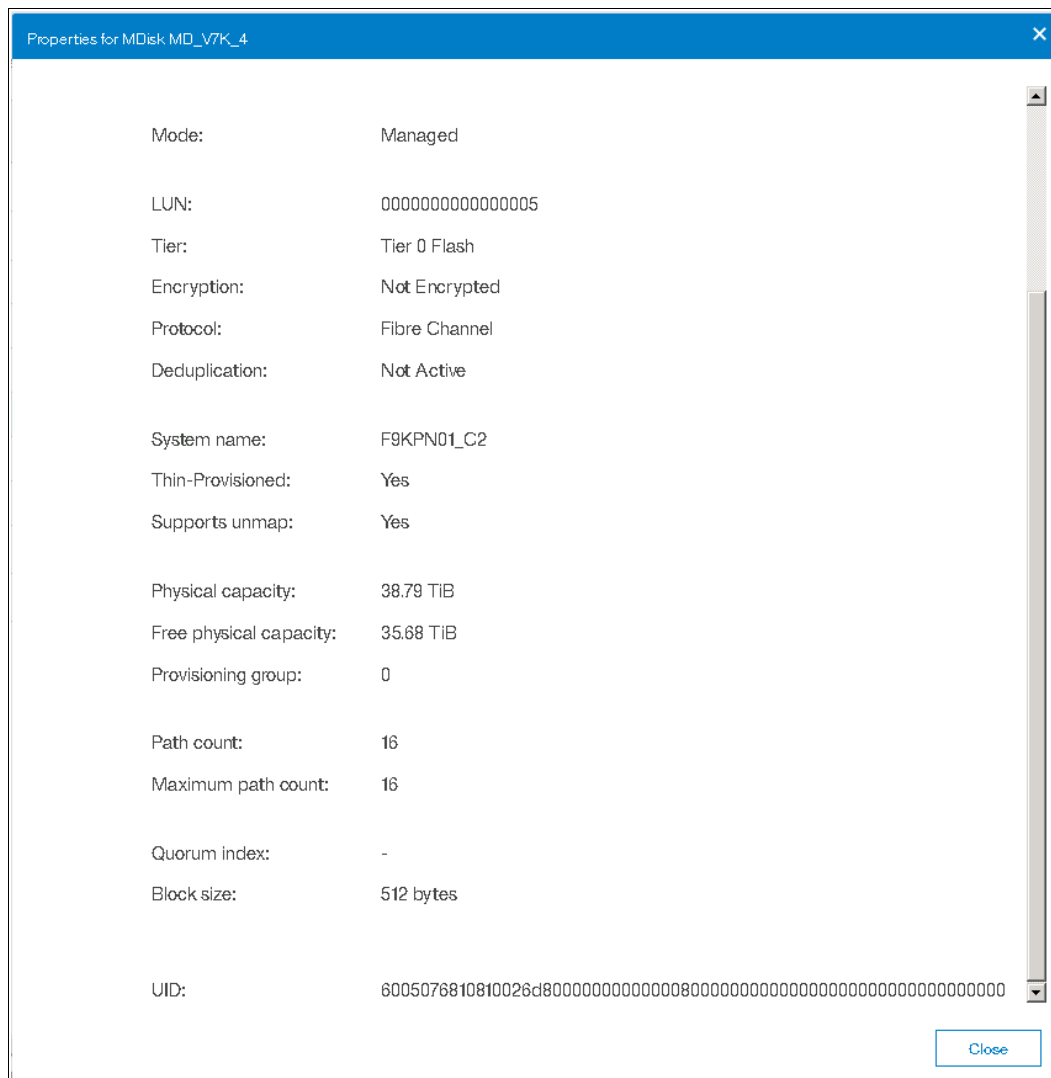 Properties for MDisk MD_V7K_4
Mode: Managed
LUN: 0000000000000005
Tier: Tier 0 Flash
Encryption: Not Encrypted
Protocol: Fibre Channel
Deduplication: Not Active
System name: F9KPN01_C2
Thin-Provisioned: Yes
Supports unmap: Yes
Physical capacity: 38.79 TiB
Free physical capacity: 35.68 TiB
Provisioning group: 0
Path count: 16
Maximum path count: 16
Quorum index: -
Block size: 512 bytes
UID: 6005076810810026d80000000000000800000000000000000000000000000000
Close